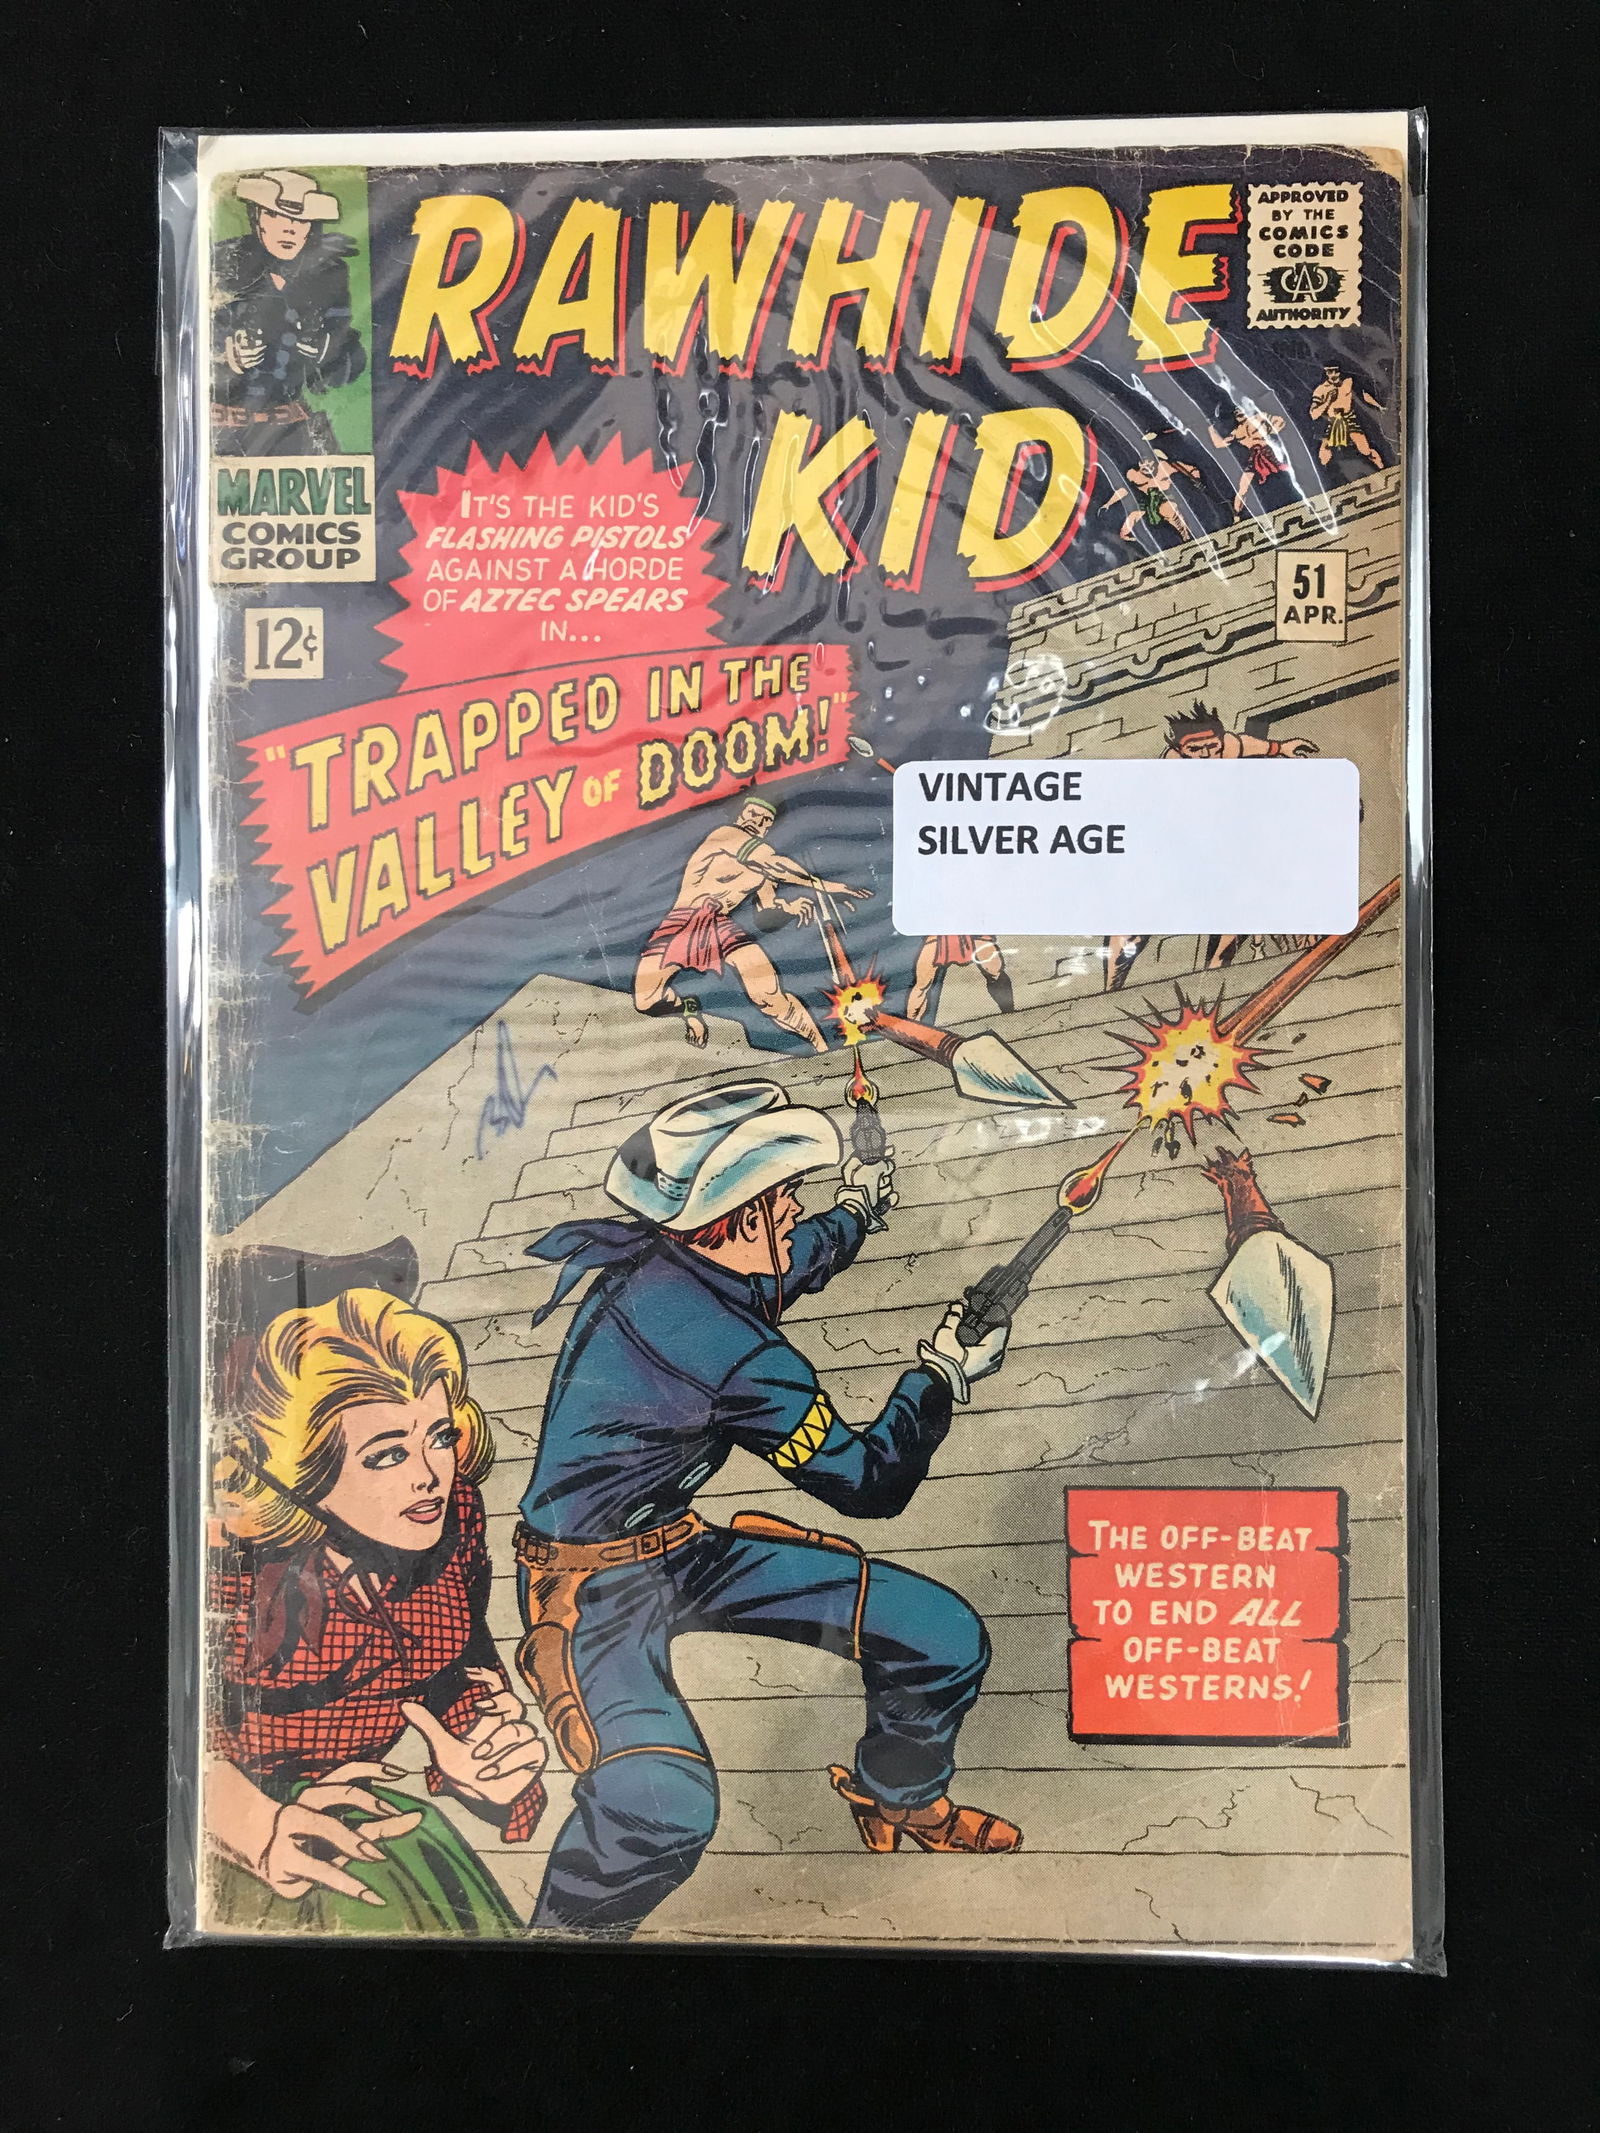 RAWHIDE
KID
APPROVED
BY THE
COMICS
CODE
CA
AUTHORITY
MARVEL
COMICS
GROUP
12¢
IT'S THE KID'S
FLASHING PISTOLS
AGAINST A HORDE
OF AZTEC SPEARS
IN...
"TRAPPED IN THE
VALLEY OF DOOM!"
51
APR.
VINTAGE
SILVER AGE
THE OFF-BEAT
WESTERN
TO END ALL
OFF-BEAT
WESTERNS!